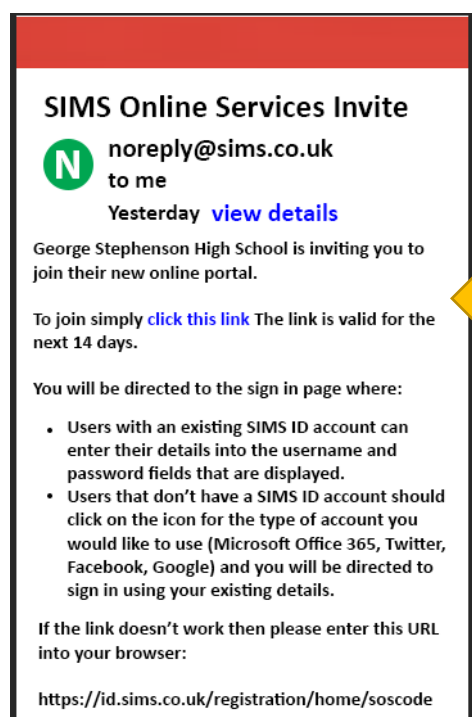 SIMS Online Services Invite
N
noreply@sims.co.uk
to me
Yesterday view details
George Stephenson High School is inviting you to
join their new online portal.
To join simply click this link The link is valid for the
next 14 days.
You will be directed to the sign in page where:
• Users with an existing SIMS ID account can
enter their details into the username and
password fields that are displayed.
• Users that don't have a SIMS ID account should
click on the icon for the type of account you
would like to use (Microsoft Office 365, Twitter,
Facebook, Google) and you will be directed to
sign in using your existing details.
If the link doesn't work then please enter this URL
into your browser:
https://id.sims.co.uk/registration/home/soscode